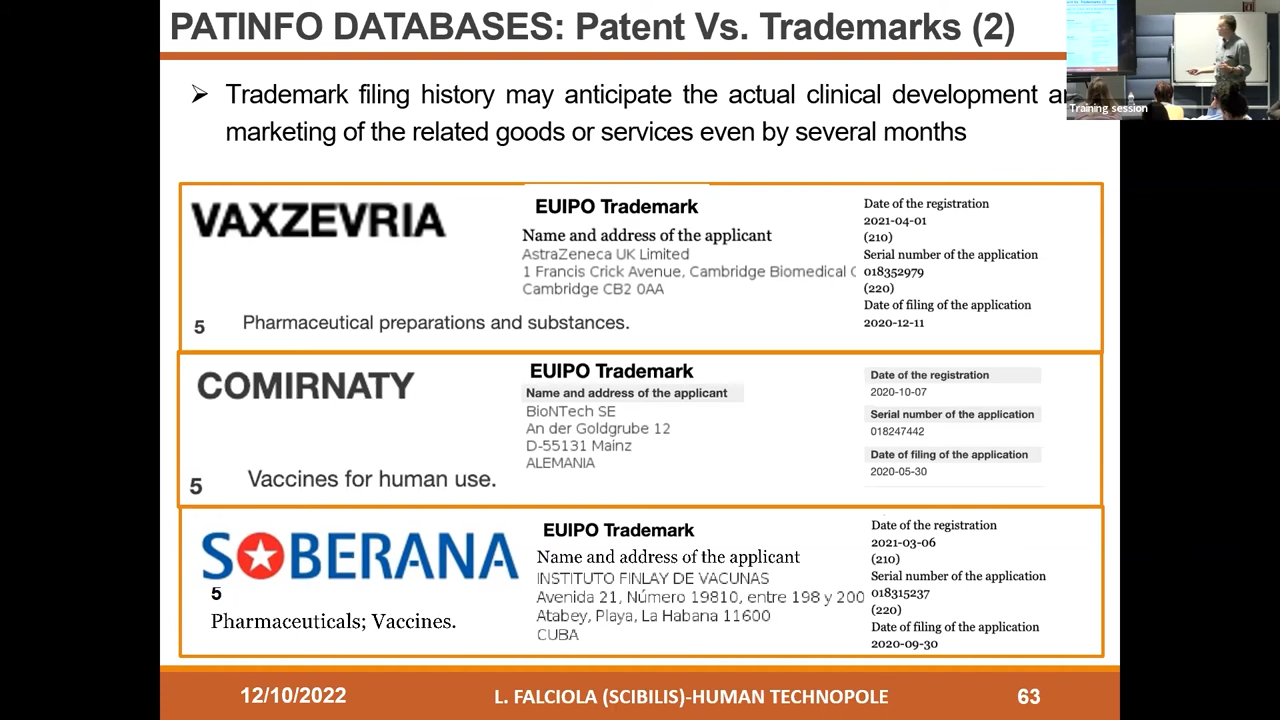 PATINFO DATABASES: Patent Vs. Trademarks (2)
Training session
➢ Trademark filing history may anticipate the actual clinical development
marketing of the related goods or services even by several months
VAXZEVRIA
EUIPO Trademark
Name and address of the applicant
AstraZeneca UK Limited
1 Francis Crick Avenue, Cambridge Biomedical
Cambridge CB2 0AA
5 Pharmaceutical preparations and substances.
Date of the registration
2021-04-01
(210)
Serial number of the application
018352979
(220)
Date of filing of the application
2020-12-11
COMIRNATY
EUIPO Trademark
Name and address of the applicant
BioNTech SE
An der Goldgrube 12
D-55131 Mainz
ALEMANIA
5 Vaccines for human use.
Date of the registration
2020-10-07
Serial number of the application
018247442
Date of filing of the application
2020-05-30
SOBERANA
5
Pharmaceuticals; Vaccines.
EUIPO Trademark
Name and address of the applicant
INSTITUTO FINLAY DE VACUNAS
Avenida 21, Número 19810, entre 198 y 200
Atabey, Playa, La Habana 11600
CUBA
Date of the registration
2021-03-06
(210)
Serial number of the application
018315237
(220)
Date of filing of the application
2020-09-30
12/10/2022 L. FALCIOLA (SCIBILIS)-HUMAN TECHNOPOLE 63